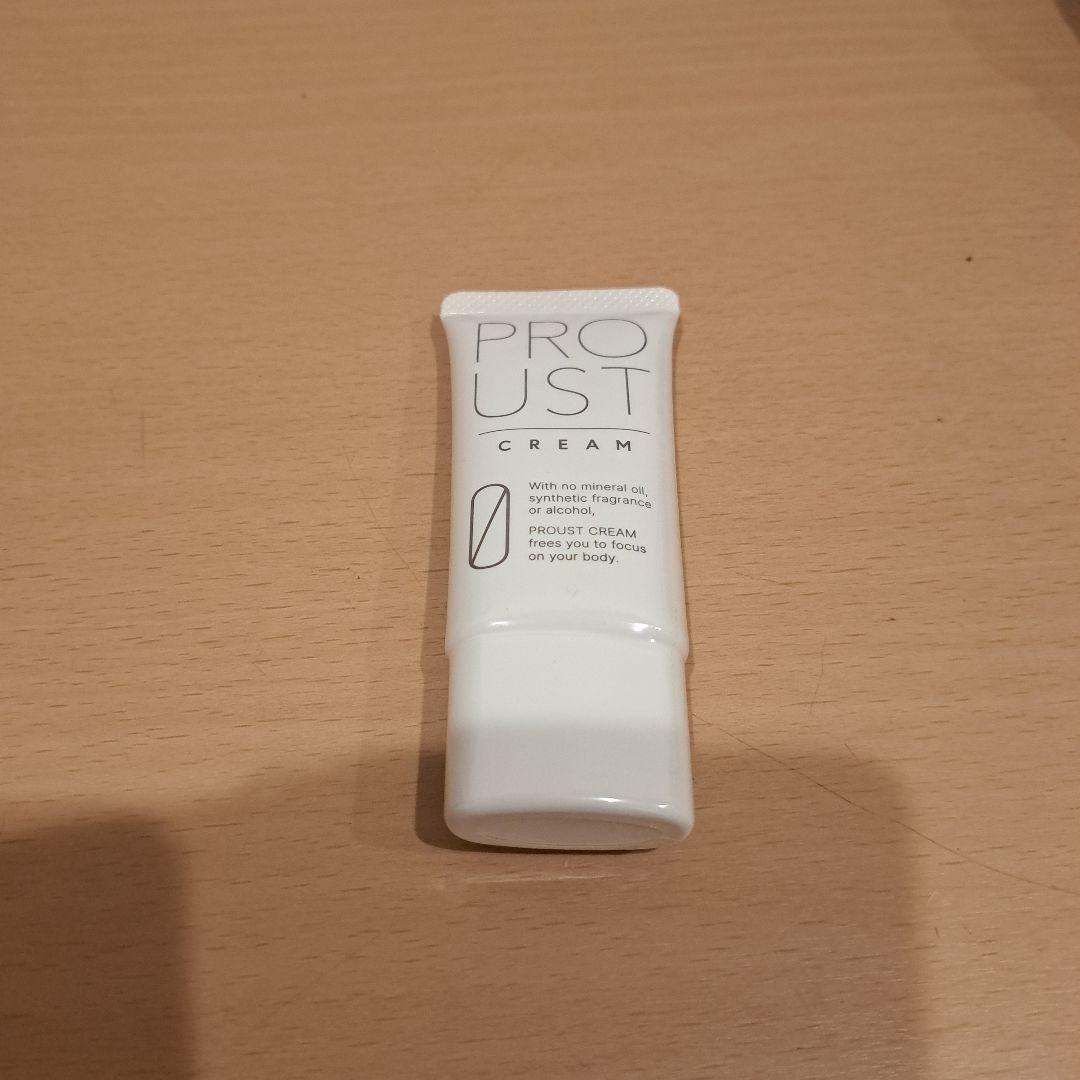 PRO
UST
CREAM
0
With no mineral oil,
synthetic fragrance
or alcohol,
PROUST CREAM
frees you to focus
on your body.